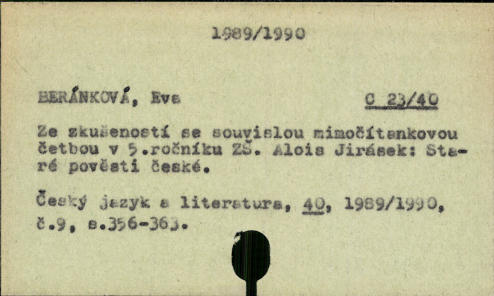 1989/1990
BERÁNKOVÁ, Eva
C 23/40
Ze zkušeností se souvislou mimočítankovou
četbou v 5.ročníku ZŠ. Alois Jirásek: Sta-
ré pověsti české.
Český jazyk a literatura, 40, 1989/1990,
č.9, s.356-363.